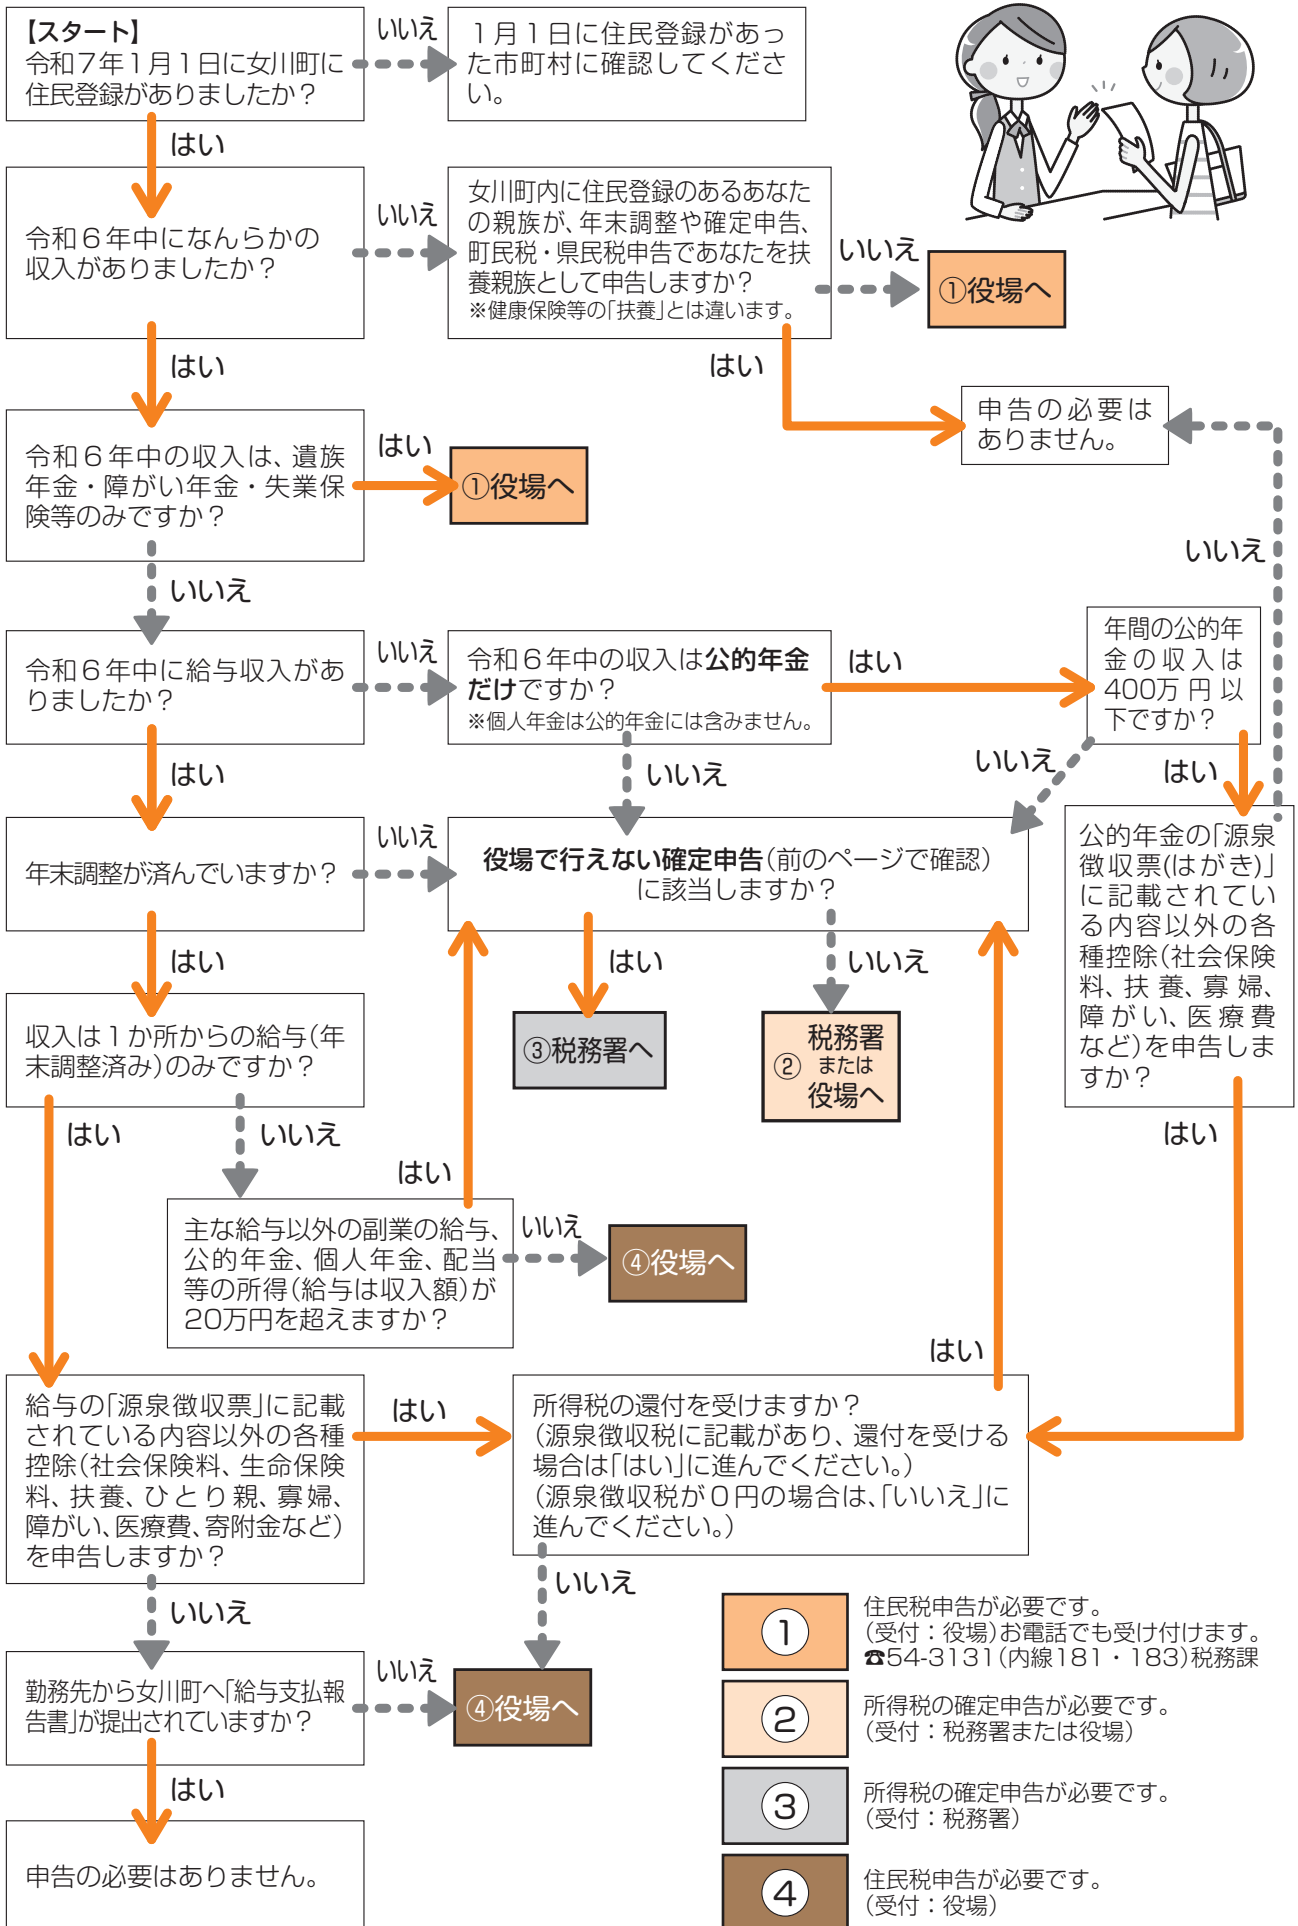 【スタート】
令和７年１月１日に女川町に
住民登録がありましたか？
いいえ
１月１日に住民登録があっ
た市町村に確認してくださ
い。
はい
令和６年中になんらかの
収入がありましたか？
いいえ
女川町内に住民登録のあるあなた
の親族が、年末調整や確定申告、
町民税・県民税申告であなたを扶
養親族として申告しますか？
※健康保険等の「扶養」とは違います。
いいえ
①役場へ
はい
はい
申告の必要は
ありません。
令和６年中の収入は、遺族
年金・障がい年金・失業保
険等のみですか？
はい
①役場へ
いいえ
いいえ
令和６年中に給与収入があ
りましたか？
いいえ
令和６年中の収入は公的年金
だけですか？
※個人年金は公的年金には含みません。
はい
年間の公的年
金の収入は
400万円以
下ですか？
はい
いいえ
いいえ
はい
年末調整が済んでいますか？
いいえ
役場で行えない確定申告（前のページで確認）
に該当しますか？
公的年金の「源泉
徴収票(はがき)」
に記載されてい
る内容以外の各
種控除(社会保険
料、扶養、寡婦、
障がい、医療費
など)を申告しま
すか？
はい
はい
いいえ
収入は１か所からの給与（年
末調整済み）のみですか？
③税務署へ
②
税務署
または
役場へ
はい
いいえ
はい
はい
主な給与以外の副業の給与、
公的年金、個人年金、配当
等の所得（給与は収入額）が
20万円を超えますか？
いいえ
④役場へ
はい
給与の「源泉徴収票」に記載
されている内容以外の各種
控除（社会保険料、生命保険
料、扶養、ひとり親、寡婦、
障がい、医療費、寄附金など）
を申告しますか？
はい
所得税の還付を受けますか？
（源泉徴収税に記載があり、還付を受ける
場合は「はい」に進んでください。）
（源泉徴収税が０円の場合は、「いいえ」に
進んでください。）
いいえ
いいえ
勤務先から女川町へ「給与支払報
告書」が提出されていますか？
いいえ
④役場へ
はい
申告の必要はありません。
①
住民税申告が必要です。
（受付：役場）お電話でも受け付けます。
☎54-3131（内線181・183）税務課
②
所得税の確定申告が必要です。
（受付：税務署または役場）
③
所得税の確定申告が必要です。
（受付：税務署）
④
住民税申告が必要です。
（受付：役場）